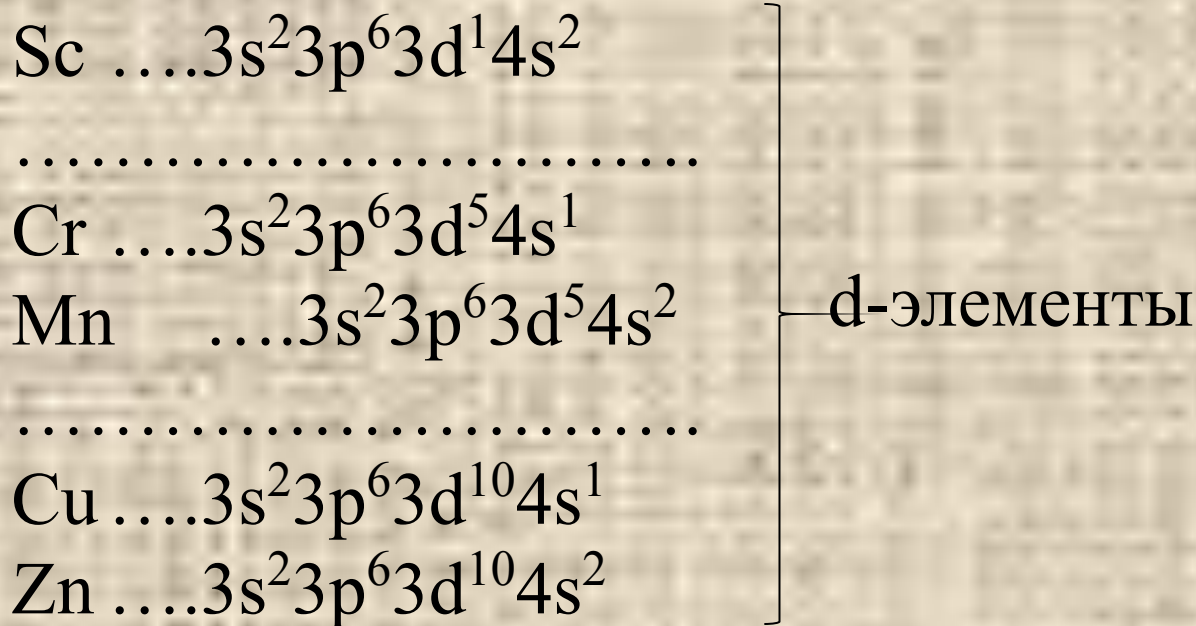 Sc ….3s²3p⁶3d¹4s²
…………………………
Cr ….3s²3p⁶3d⁵4s¹
Mn ….3s²3p⁶3d⁵4s²
d-элементы
…………………………
Cu ….3s²3p⁶3d¹⁰4s¹
Zn ….3s²3p⁶3d¹⁰4s²